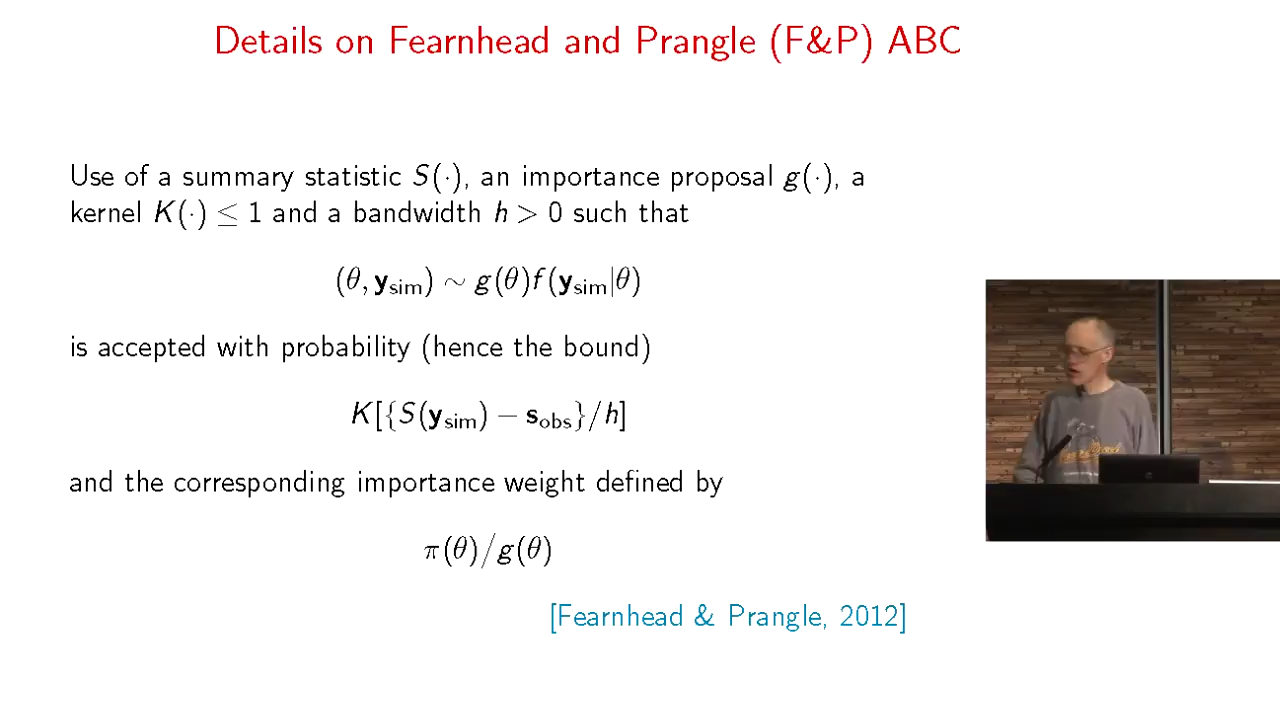 Details on Fearnhead and Prangle (F&P) ABC
Use of a summary statistic S(·), an importance proposal g(·), a
kernel K(·) ≤ 1 and a bandwidth h > 0 such that
(θ, y_sim) ∼ g(θ)f(y_sim|θ)
is accepted with probability (hence the bound)
K[{S(y_sim) − s_obs}/h]
and the corresponding importance weight defined by
π(θ)/g(θ)
[Fearnhead & Prangle, 2012]